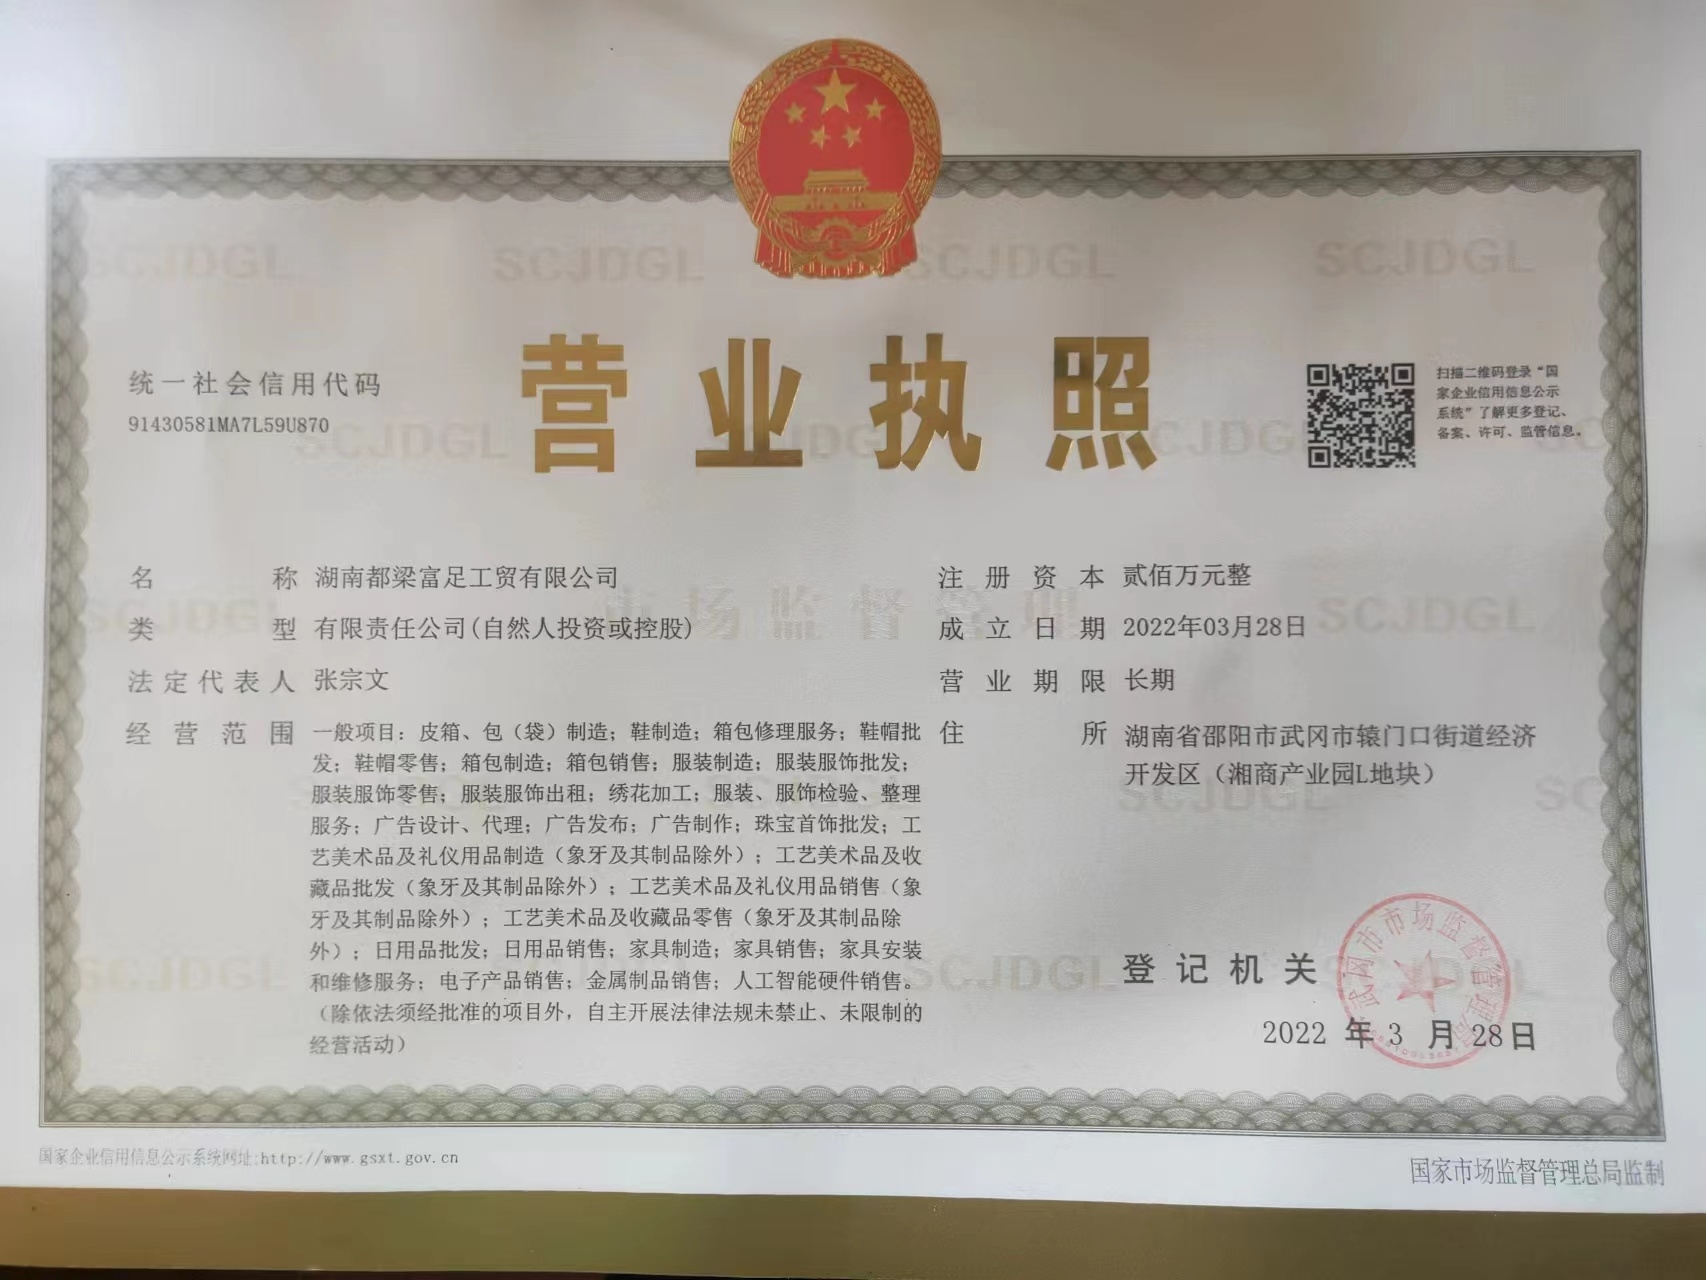 营业执照
统一社会信用代码
91430581MA7L59U870
扫描二维码登录“国
家企业信用信息公示
系统”了解更多登记、
备案、许可、监管信息。
名称 湖南都梁富足工贸有限公司
类型 有限责任公司(自然人投资或控股)
法定代表人 张宗文
经营范围 一般项目：皮箱、包（袋）制造；鞋制造；箱包修理服务；鞋帽批
发；鞋帽零售；箱包制造；箱包销售；服装制造；服装服饰批发；
服装服饰零售；服装服饰出租；绣花加工；服装、服饰检验、整理
服务；广告设计、代理；广告发布；广告制作；珠宝首饰批发；工
艺美术品及礼仪用品制造（象牙及其制品除外）；工艺美术品及收
藏品批发（象牙及其制品除外）；工艺美术品及礼仪用品销售（象
牙及其制品除外）；工艺美术品及收藏品零售（象牙及其制品除
外）；日用品批发；日用品销售；家具制造；家具销售；家具安装
和维修服务；电子产品销售；金属制品销售；人工智能硬件销售。
（除依法须经批准的项目外，自主开展法律法规未禁止、未限制的
经营活动）
注册资本 贰佰万元整
成立日期 2022年03月28日
营业期限 长期
住所 湖南省邵阳市武冈市辕门口街道经济
开发区（湘商产业园L地块）
登记机关
武冈市市场监督管理局
2022 年 3 月 28日
国家企业信用信息公示系统网址:http://www.gsxt.gov.cn
国家市场监督管理总局监制
SCJDGL
市场监督管理